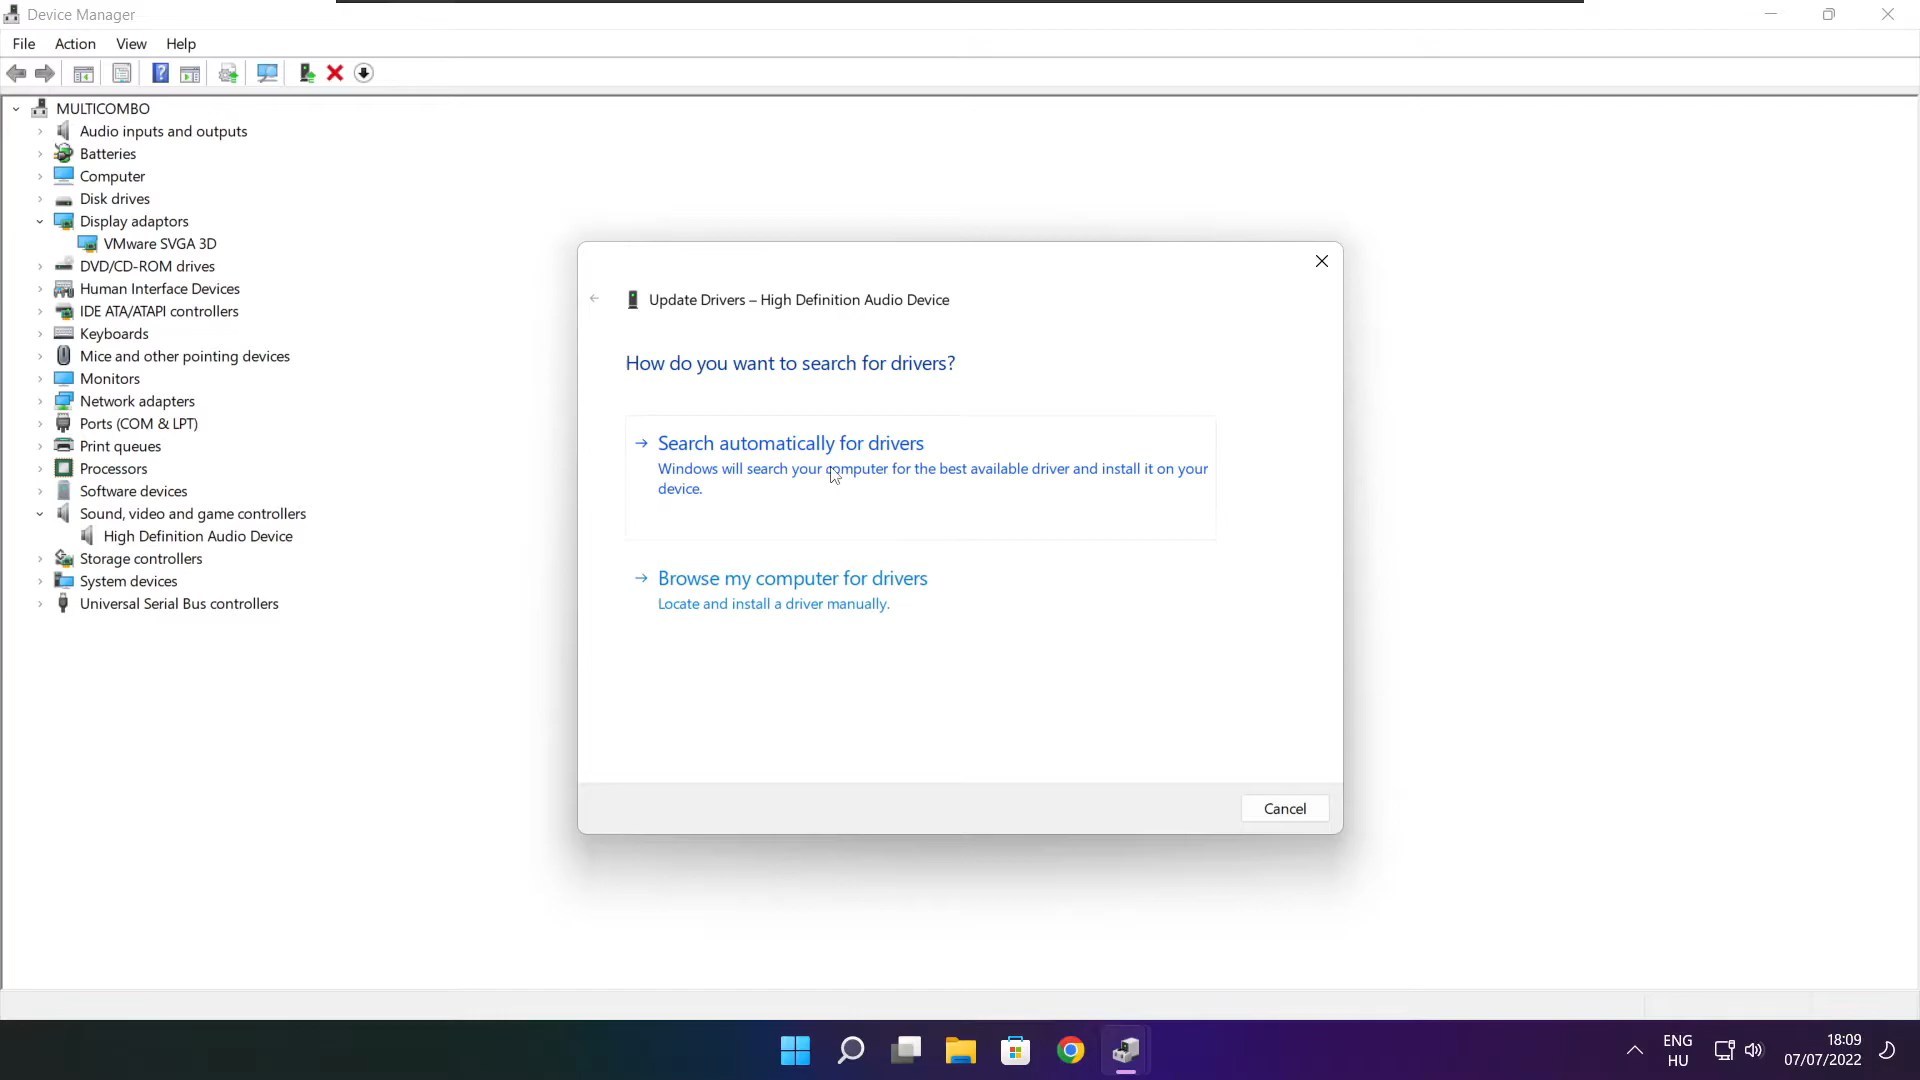 Device Manager
File Action View Help
MULTICOMBO
Audio inputs and outputs
Batteries
Computer
Disk drives
Display adaptors
VMware SVGA 3D
DVD/CD-ROM drives
Human Interface Devices
IDE ATA/ATAPI controllers
Keyboards
Mice and other pointing devices
Monitors
Network adapters
Ports (COM & LPT)
Print queues
Processors
Software devices
Sound, video and game controllers
High Definition Audio Device
Storage controllers
System devices
Universal Serial Bus controllers
Update Drivers – High Definition Audio Device
How do you want to search for drivers?
Search automatically for drivers
Windows will search your computer for the best available driver and install it on your
device.
Browse my computer for drivers
Locate and install a driver manually.
Cancel
ENG
HU
18:09
07/07/2022